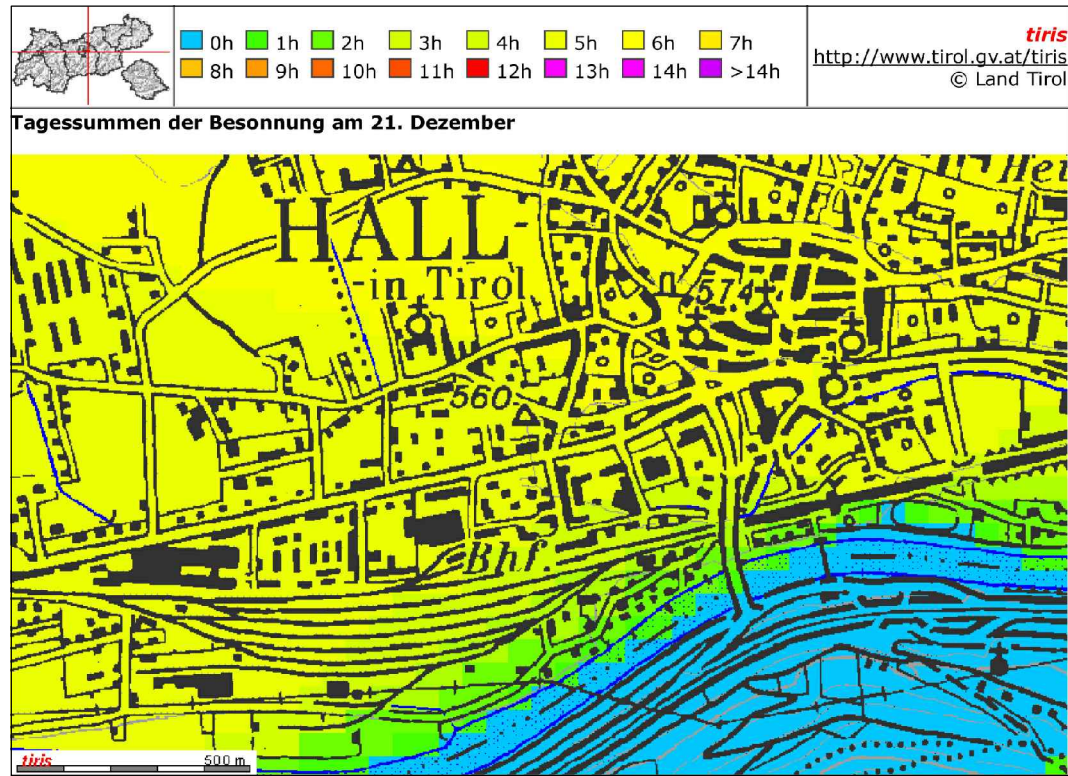 0h 1h 2h 3h 4h 5h 6h 7h
8h 9h 10h 11h 12h 13h 14h >14h
tiris
http://www.tirol.gv.at/tiris
© Land Tirol
Tagessummen der Besonnung am 21. Dezember
Hei
HALL
-in Tirol
574
560
Bhf.
tiris
500 m